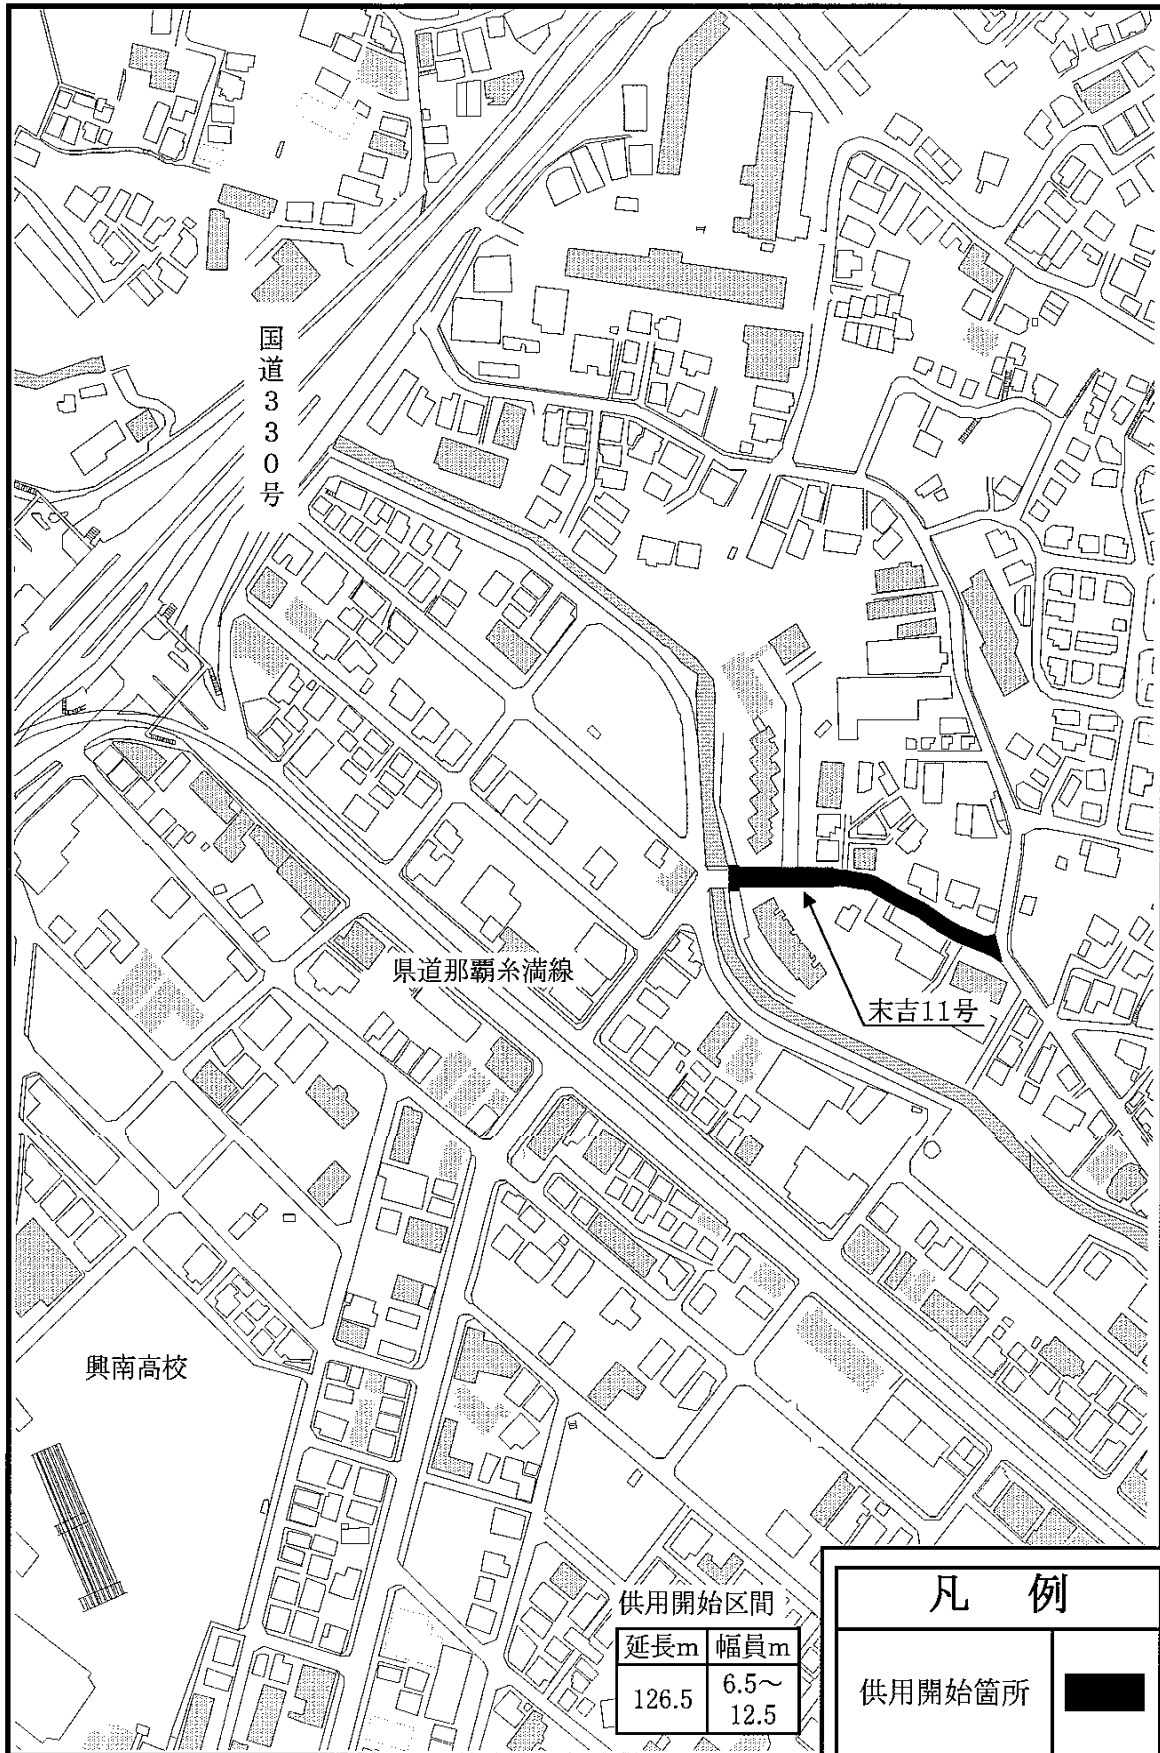 国道330号
県道那覇糸満線
末吉11号
興南高校
供用開始区間
延長m 幅員m
126.5 6.5～
12.5
凡 例
供用開始箇所